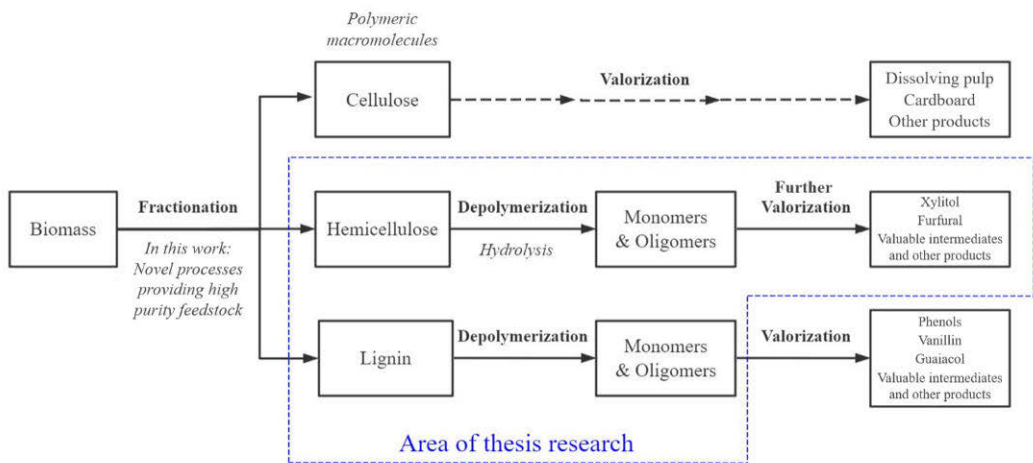 Polymeric
macromolecules
Cellulose
Valorization
Dissolving pulp
Cardboard
Other products
Biomass
Fractionation
In this work:
Novel processes
providing high
purity feedstock
Hemicellulose
Depolymerization
Hydrolysis
Monomers
& Oligomers
Further
Valorization
Xylitol
Furfural
Valuable intermediates
and other products
Lignin
Depolymerization
Monomers
& Oligomers
Valorization
Phenols
Vanillin
Guaiacol
Valuable intermediates
and other products
Area of thesis research